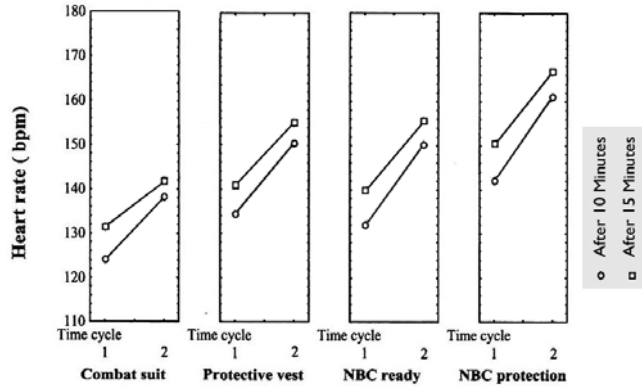 Heart rate ( bpm)
180
170
160
150
140
130
120
110
Time cycle Time cycle Time cycle Time cycle
1 2 1 2 1 2 1 2
Combat suit Protective vest NBC ready NBC protection
After 10 Minutes
After 15 Minutes